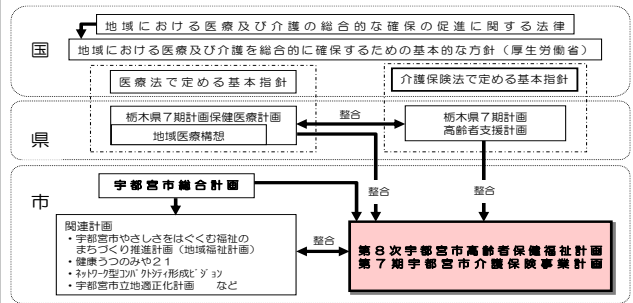 国
地域における医療及び介護の総合的な確保の促進に関する法律
地域における医療及び介護を総合的に確保するための基本的な方針（厚生労働省）
医療法で定める基本指針
介護保険法で定める基本指針
県
栃木県７期計画保健医療計画
地域医療構想
整合
栃木県７期計画
高齢者支援計画
市
宇都宮市総合計画
整合
整合
関連計画
・宇都宮市やさしさをはぐくむ福祉の
まちづくり推進計画（地域福祉計画）
・健康うつのみや２１
・ネットワーク型コンパクトシティ形成ビジョン
・宇都宮市立地適正化計画　など
整合
第８次宇都宮市高齢者保健福祉計画
第７期宇都宮市介護保険事業計画